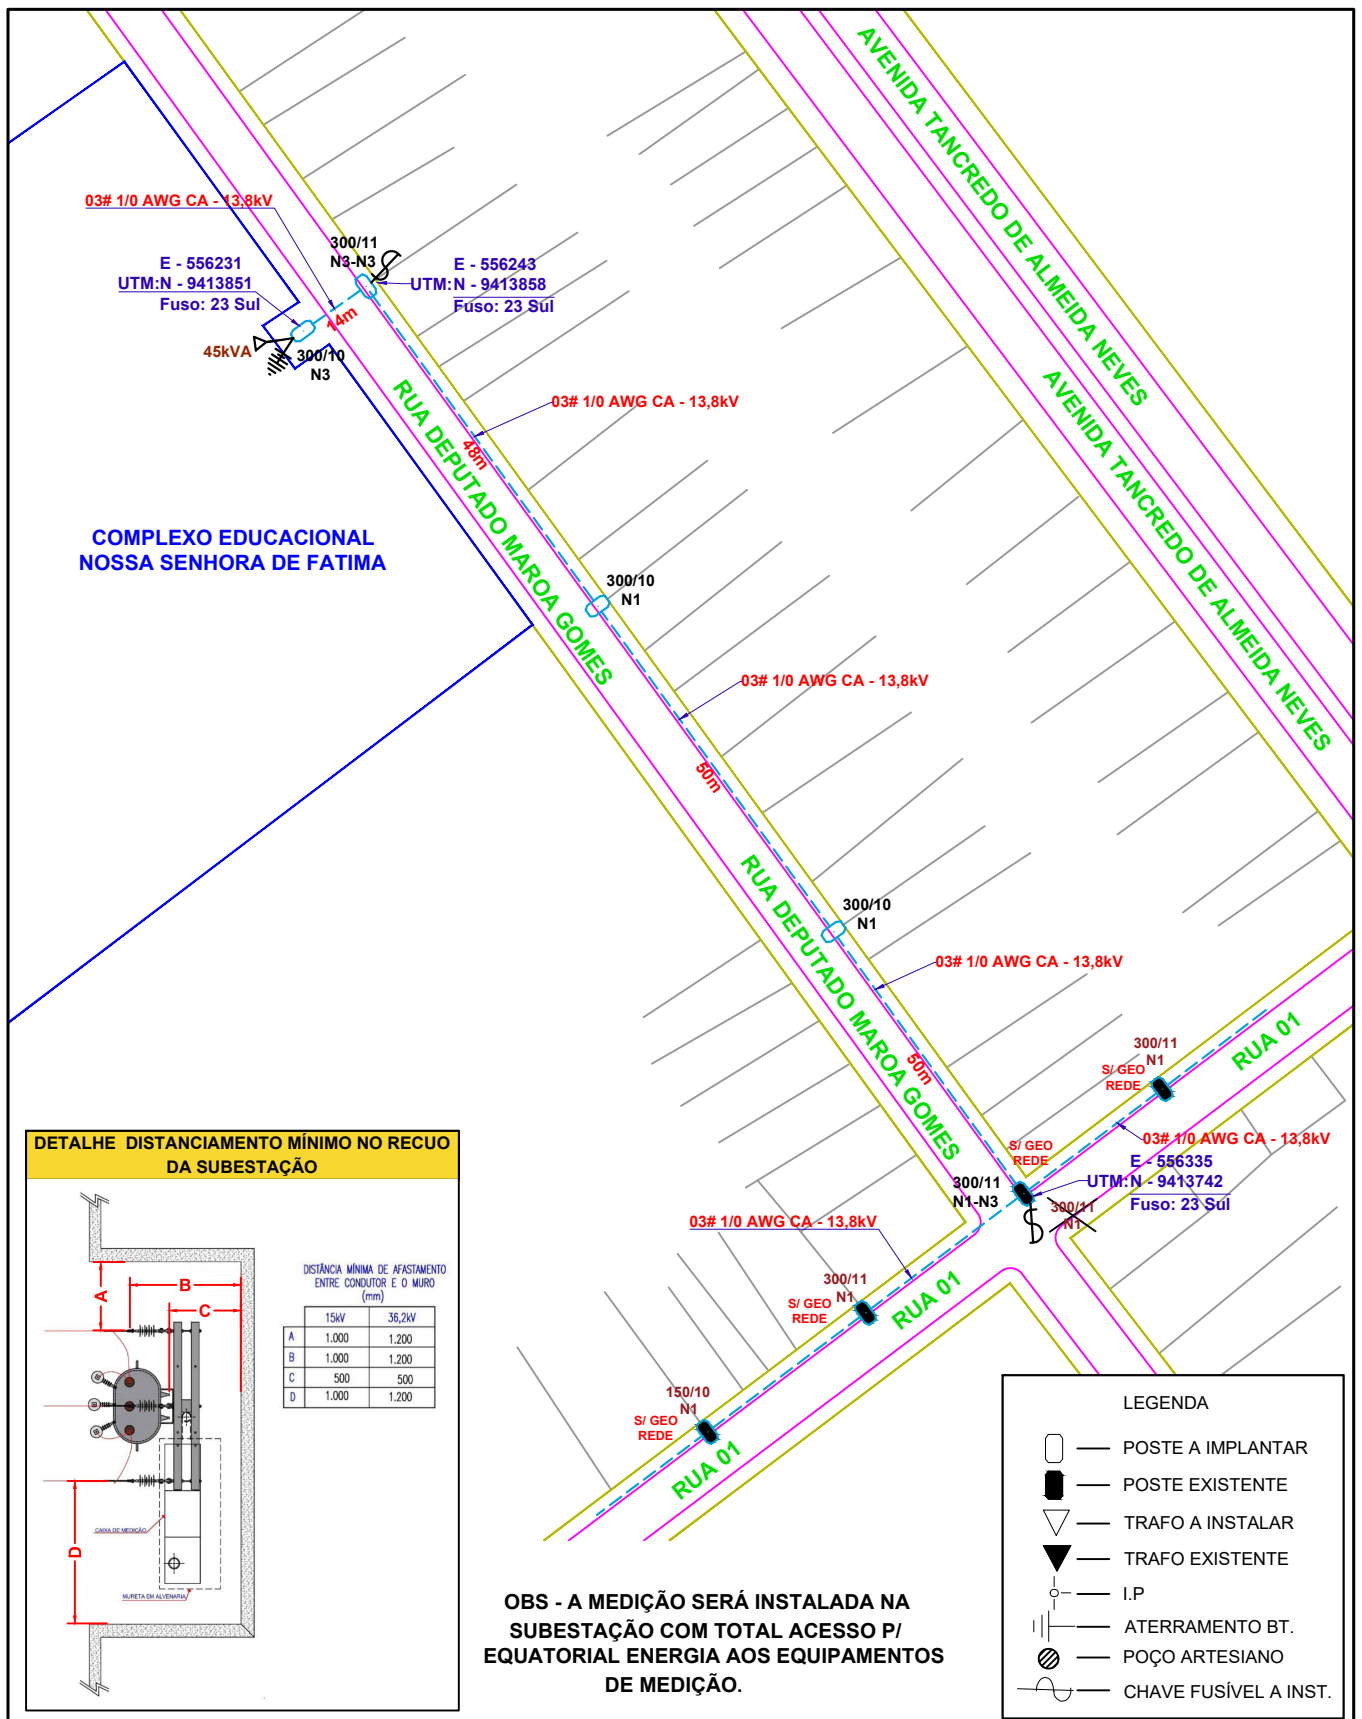 AVENIDA TANCREDO DE ALMEIDA NEVES
AVENIDA TANCREDO DE ALMEIDA NEVES
03# 1/0 AWG CA - 13,8kV
300/11
N3-N3
E - 556231
UTM:N - 9413851
Fuso: 23 Sul
E - 556243
UTM:N - 9413858
Fuso: 23 Sul
14m
45kVA
300/10
N3
03# 1/0 AWG CA - 13,8kV
48m
RUA DEPUTADO MAROA GOMES
COMPLEXO EDUCACIONAL
NOSSA SENHORA DE FATIMA
300/10
N1
03# 1/0 AWG CA - 13,8kV
50m
RUA DEPUTADO MAROA GOMES
300/10
N1
03# 1/0 AWG CA - 13,8kV
50m
300/11
N1
S/ GEO
REDE
RUA 01
03# 1/0 AWG CA - 13,8kV
S/ GEO
REDE
E - 556335
UTM:N - 9413742
Fuso: 23 Sul
300/11
N1-N3
300/11
N1
03# 1/0 AWG CA - 13,8kV
300/11
N1
S/ GEO
REDE
RUA 01
150/10
N1
S/ GEO
REDE
RUA 01
DETALHE DISTANCIAMENTO MÍNIMO NO RECUO
DA SUBESTAÇÃO
A
B
C
D
CAIXA DE MEDIÇÃO
MURETA EM ALVENARIA
DISTÂNCIA MÍNIMA DE AFASTAMENTO
ENTRE CONDUTOR E O MURO
(mm)
15kV 36,2kV
A 1.000 1.200
B 1.000 1.200
C 500 500
D 1.000 1.200
OBS - A MEDIÇÃO SERÁ INSTALADA NA
SUBESTAÇÃO COM TOTAL ACESSO P/
EQUATORIAL ENERGIA AOS EQUIPAMENTOS
DE MEDIÇÃO.
LEGENDA
POSTE A IMPLANTAR
POSTE EXISTENTE
TRAFO A INSTALAR
TRAFO EXISTENTE
I.P
ATERRAMENTO BT.
POÇO ARTESIANO
CHAVE FUSÍVEL A INST.